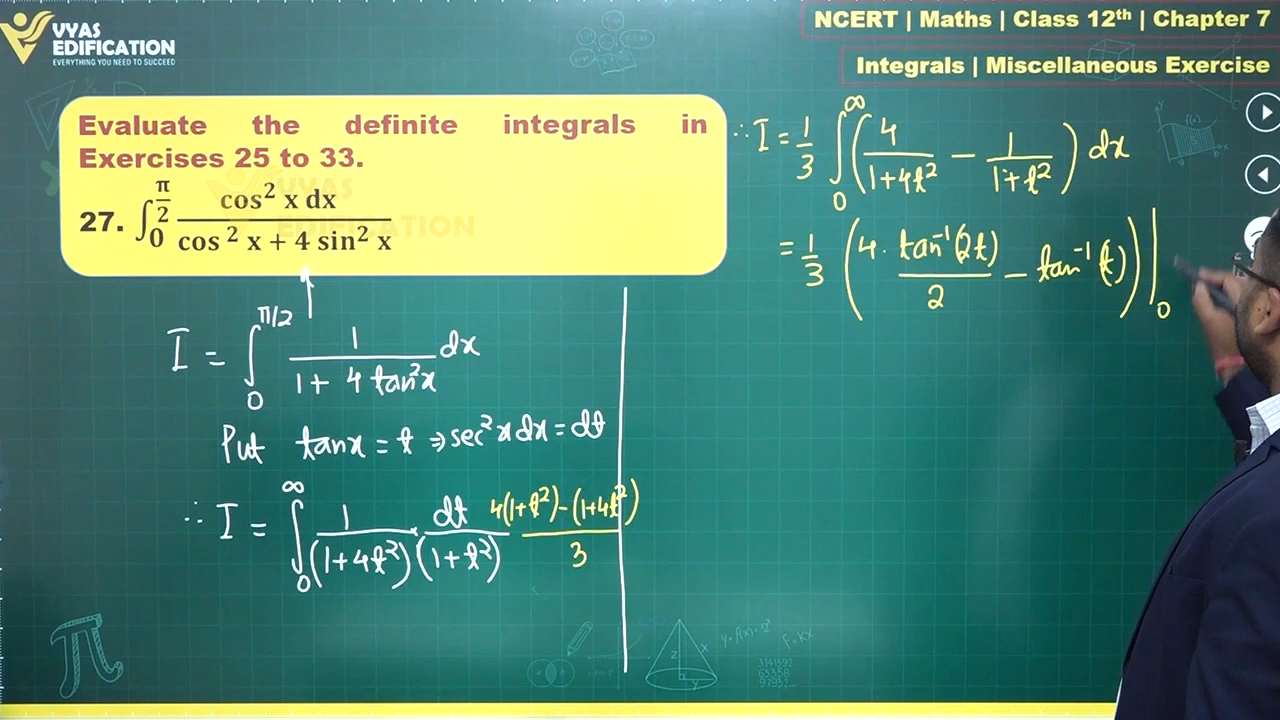 VYAS
EDIFICATION
EVERYTHING YOU NEED TO SUCCEED
NCERT | Maths | Class 12th | Chapter 7
Integrals | Miscellaneous Exercise
Evaluate the definite integrals in
Exercises 25 to 33.
27. ∫₀^(π/2) cos² x dx / (cos² x + 4 sin² x)
I = ∫₀^(π/2) 1/(1 + 4 tan²x) dx
Put tanx = t ⇒ sec²x dx = dt
∴ I = ∫₀^∞ 1/(1+4t²) × dt/(1+t²) (4(1+t²)-(1+4t²))/3
∴ I = 1/3 ∫₀^∞ (4/(1+4t²) − 1/(1+t²)) dx
= 1/3 (4. tan⁻¹(2t)/2 − tan⁻¹(t))|₀